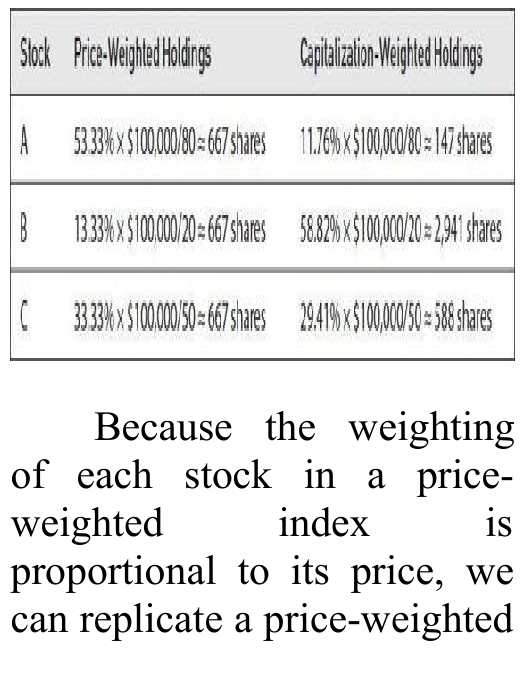 Stock Price-Weighted Holdings Capitalization-Weighted Holdings
A 53.33% × $100,000/80 ≈ 667 shares 11.76% × $100,000/80 ≈ 147 shares
B 13.33% × $100,000/20 ≈ 667 shares 58.82% × $100,000/20 ≈ 2,941 shares
C 33.33% × $100,000/50 ≈ 667 shares 29.41% × $100,000/50 ≈ 588 shares
Because the weighting
of each stock in a price-
weighted index is
proportional to its price, we
can replicate a price-weighted